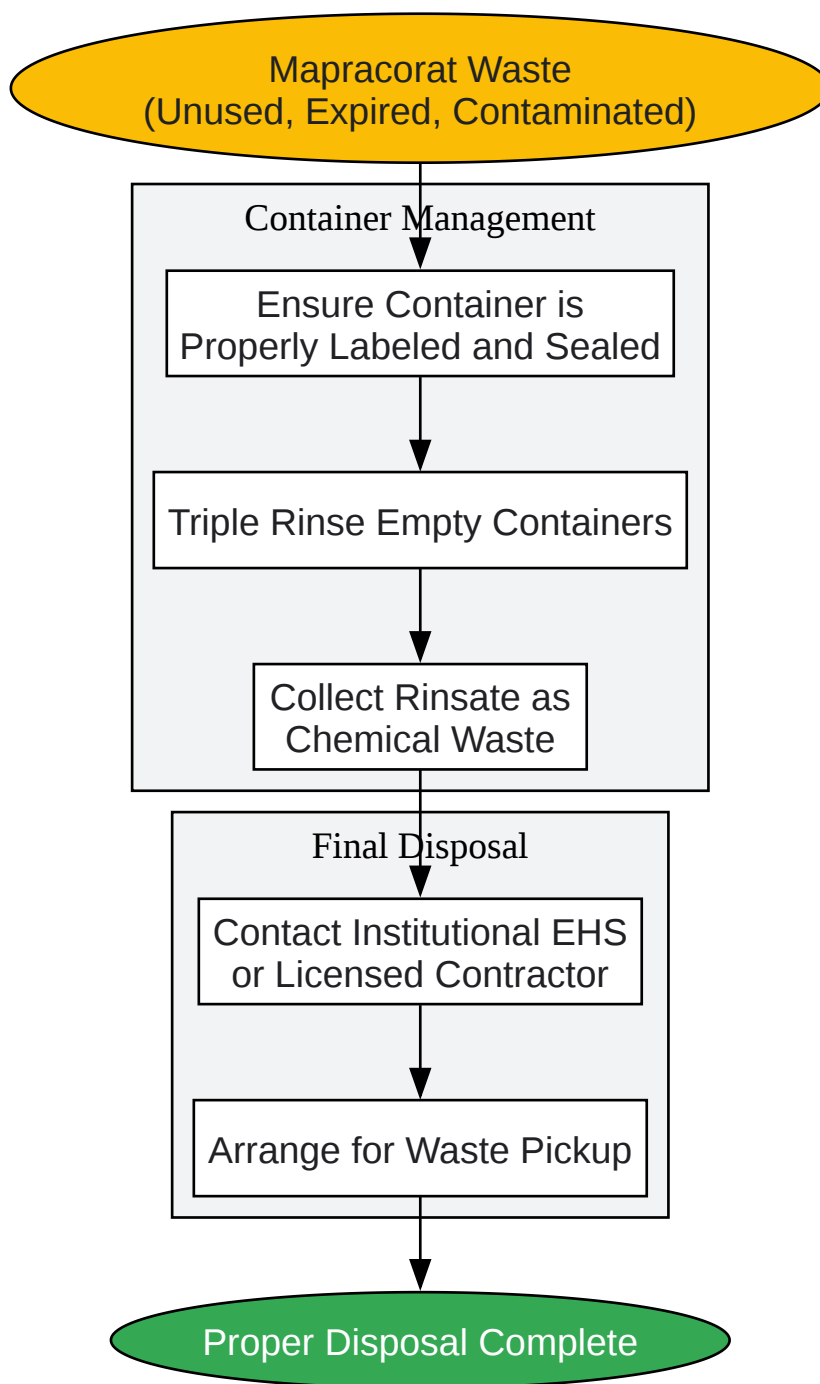 Mapracorat Waste
(Unused, Expired, Contaminated)
Container Management
Ensure Container is
Properly Labeled and Sealed
Triple Rinse Empty Containers
Collect Rinsate as
Chemical Waste
Final Disposal
Contact Institutional EHS
or Licensed Contractor
Arrange for Waste Pickup
Proper Disposal Complete